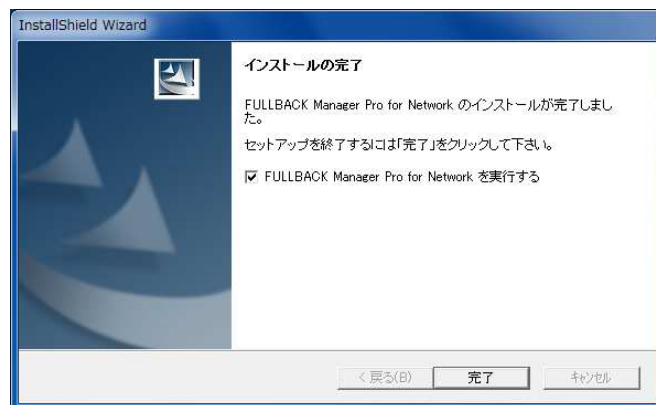 InstallShield Wizard
インストールの完了
FULLBACK Manager Pro for Network のインストールが完了しまし
た。
セットアップを終了するには「完了」をクリックして下さい。
FULLBACK Manager Pro for Network を実行する
< 戻る(B)
完了
キャンセル